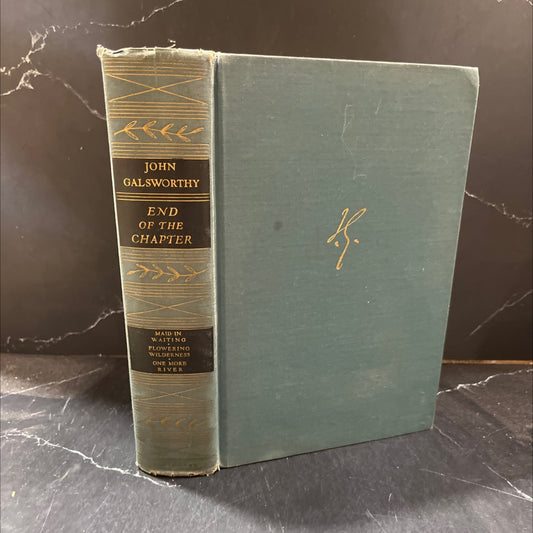 JOHN
GALSWORTHY
END
OF THE
CHAPTER
MAID IN
WAITING
FLOWERING
WILDERNESS
ONE MORE
RIVER
J.G.